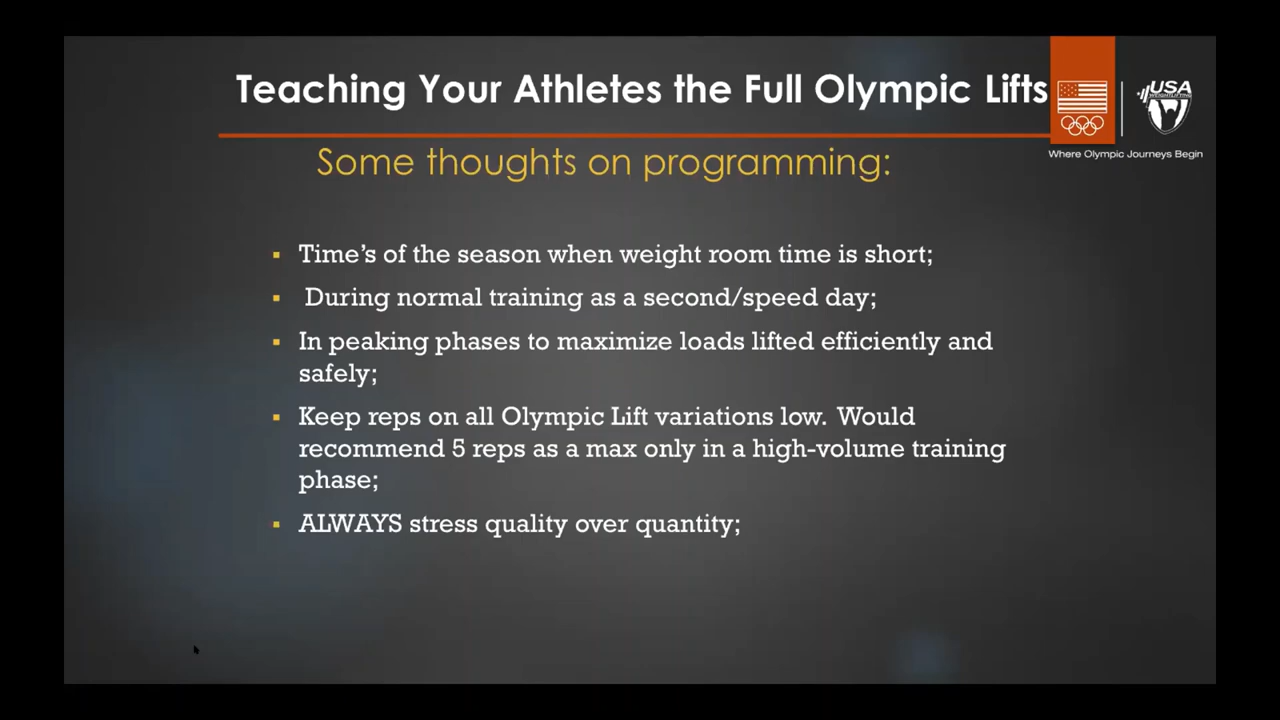 Teaching Your Athletes the Full Olympic Lifts
USA
WEIGHTLIFTING
Where Olympic Journeys Begin
Some thoughts on programming:
Time's of the season when weight room time is short;
During normal training as a second/speed day;
In peaking phases to maximize loads lifted efficiently and
safely;
Keep reps on all Olympic Lift variations low. Would
recommend 5 reps as a max only in a high-volume training
phase;
ALWAYS stress quality over quantity;